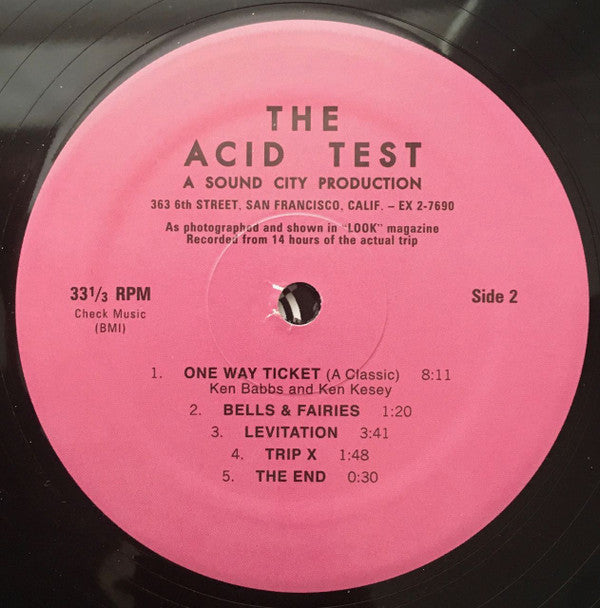 THE
ACID TEST
A SOUND CITY PRODUCTION
363 6th STREET, SAN FRANCISCO, CALIF. – EX 2-7690
As photographed and shown in "LOOK" magazine
Recorded from 14 hours of the actual trip
33 1/3 RPM
Check Music
(BMI)
Side 2
1. ONE WAY TICKET (A Classic) 8:11
Ken Babbs and Ken Kesey
2. BELLS & FAIRIES 1:20
3. LEVITATION 3:41
4. TRIP X 1:48
5. THE END 0:30